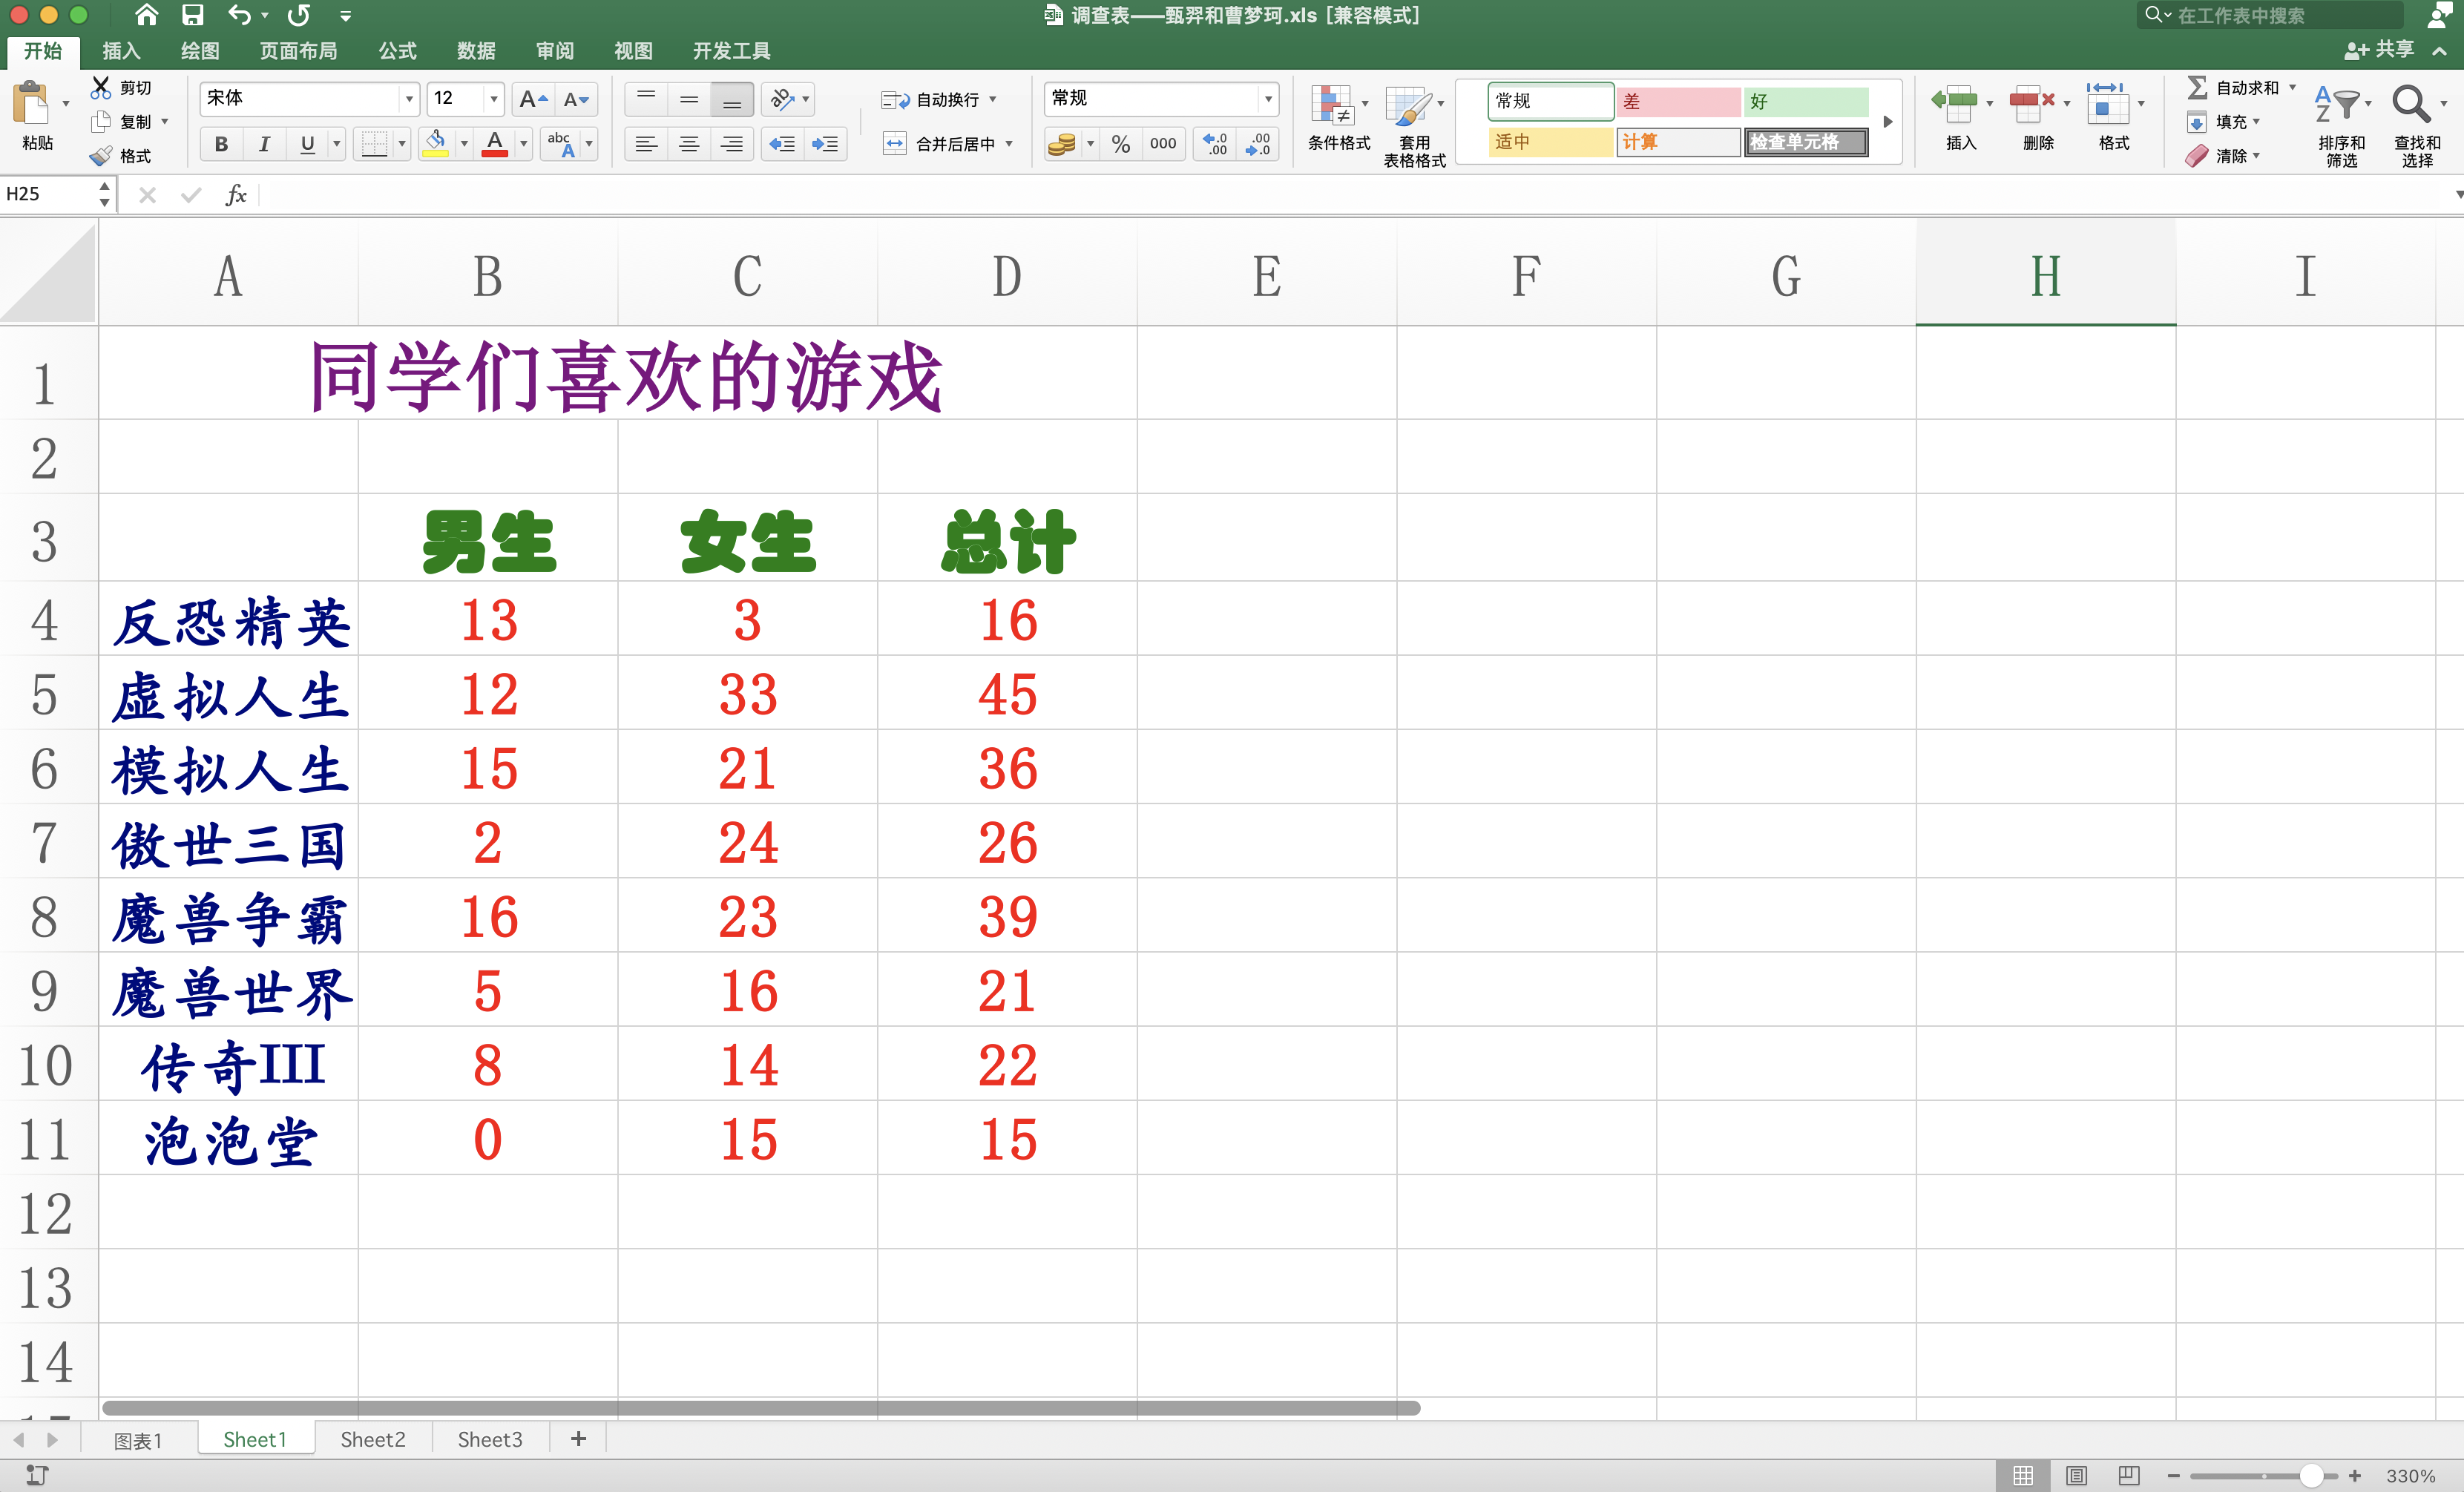 调查表——甄羿和曹梦珂.xls [兼容模式]
在工作表中搜索
开始 插入 绘图 页面布局 公式 数据 审阅 视图 开发工具
共享
粘贴
剪切
复制
格式
宋体 12
B I U
abc A
自动换行
合并后居中
常规
% 000 .0 .00 .00 .0
条件格式
套用
表格格式
常规 差 好
适中 计算 检查单元格
插入 删除 格式
自动求和
填充
清除
排序和
筛选
查找和
选择
H25 fx
A B C D E F G H I
1 同学们喜欢的游戏
2
3 男生 女生 总计
4 反恐精英 13 3 16
5 虚拟人生 12 33 45
6 模拟人生 15 21 36
7 傲世三国 2 24 26
8 魔兽争霸 16 23 39
9 魔兽世界 5 16 21
10 传奇III 8 14 22
11 泡泡堂 0 15 15
12
13
14
图表1 Sheet1 Sheet2 Sheet3 +
330%